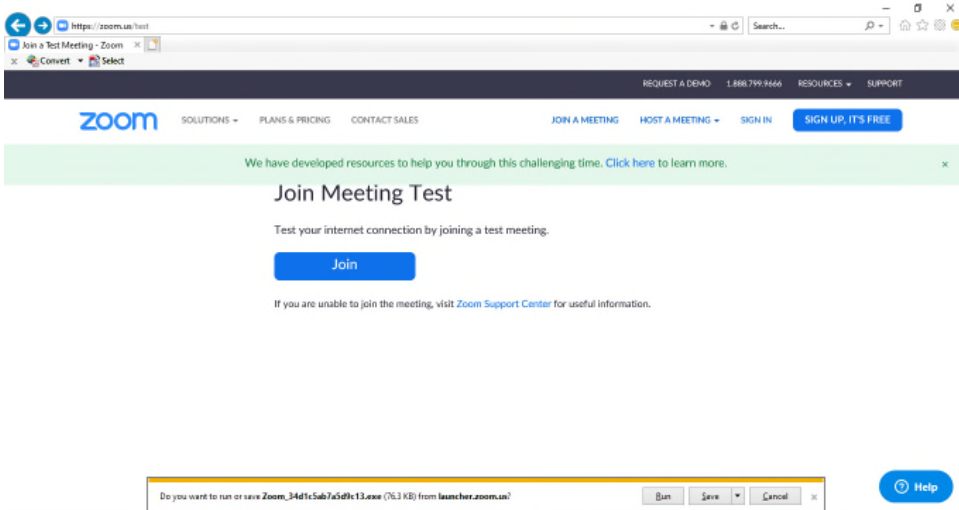 https://zoom.us/test
Search...
Join a Test Meeting - Zoom
x Convert Select
REQUEST A DEMO 1.888.799.9666 RESOURCES SUPPORT
zoom SOLUTIONS PLANS & PRICING CONTACT SALES JOIN A MEETING HOST A MEETING SIGN IN SIGN UP, IT'S FREE
We have developed resources to help you through this challenging time. Click here to learn more. ×
Join Meeting Test
Test your internet connection by joining a test meeting.
Join
If you are unable to join the meeting, visit Zoom Support Center for useful information.
Help
Do you want to run or save Zoom_34d1c5ab7a5d9c13.exe (76.3 KB) from launcher.zoom.us? Run Save Cancel ×